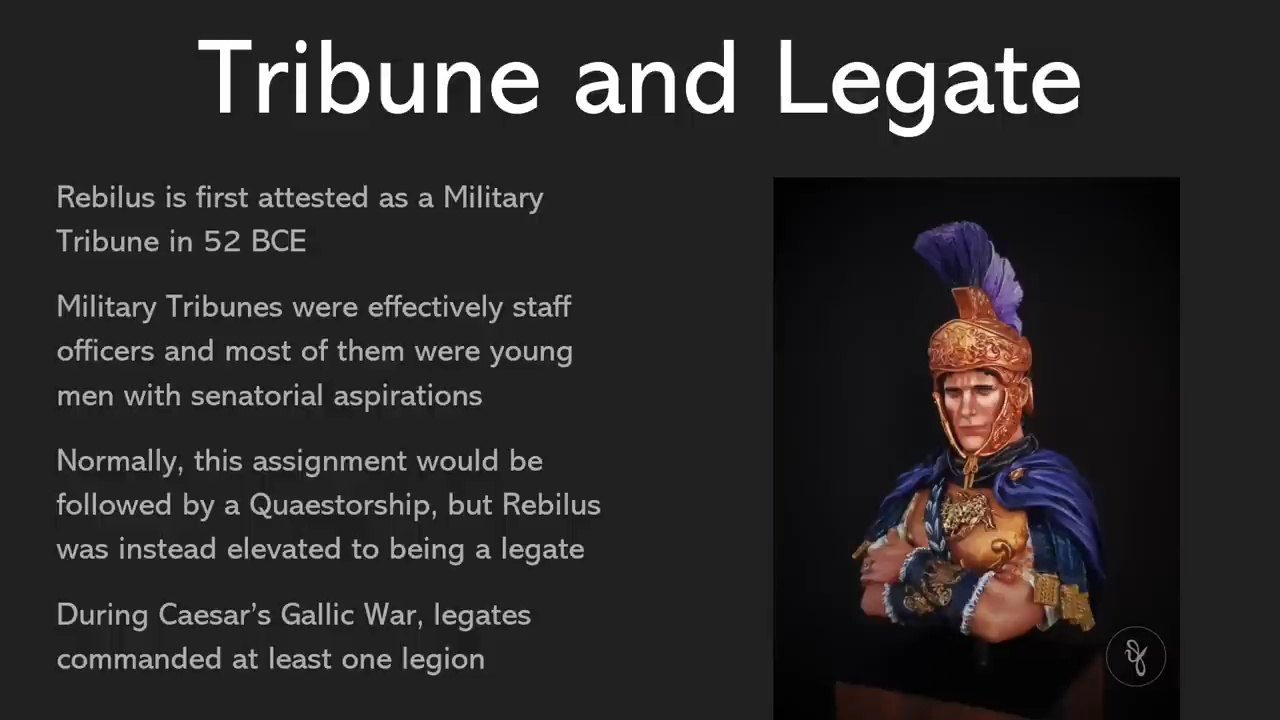 Tribune and Legate
Rebilus is first attested as a Military
Tribune in 52 BCE
Military Tribunes were effectively staff
officers and most of them were young
men with senatorial aspirations
Normally, this assignment would be
followed by a Quaestorship, but Rebilus
was instead elevated to being a legate
During Caesar’s Gallic War, legates
commanded at least one legion